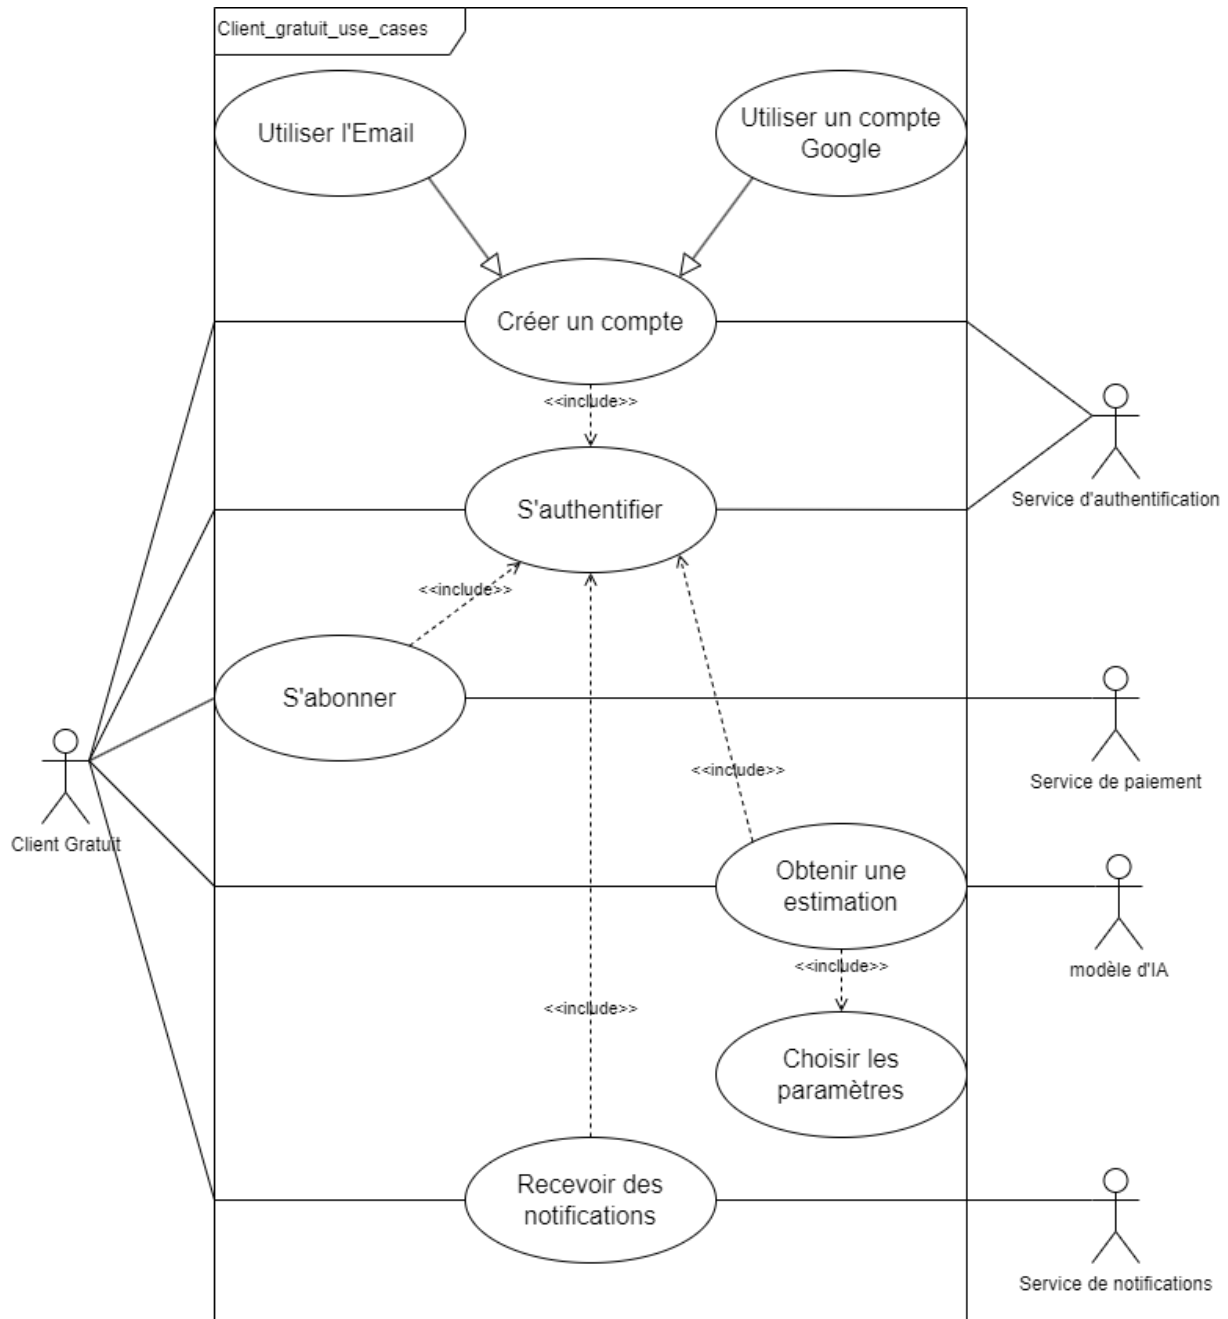 Client_gratuit_use_cases
Utiliser l'Email
Utiliser un compte
Google
Créer un compte
<<include>>
S'authentifier
Service d'authentification
<<include>>
S'abonner
Service de paiement
<<include>>
Client Gratuit
Obtenir une
estimation
modèle d'IA
<<include>>
<<include>>
Choisir les
paramètres
Recevoir des
notifications
Service de notifications